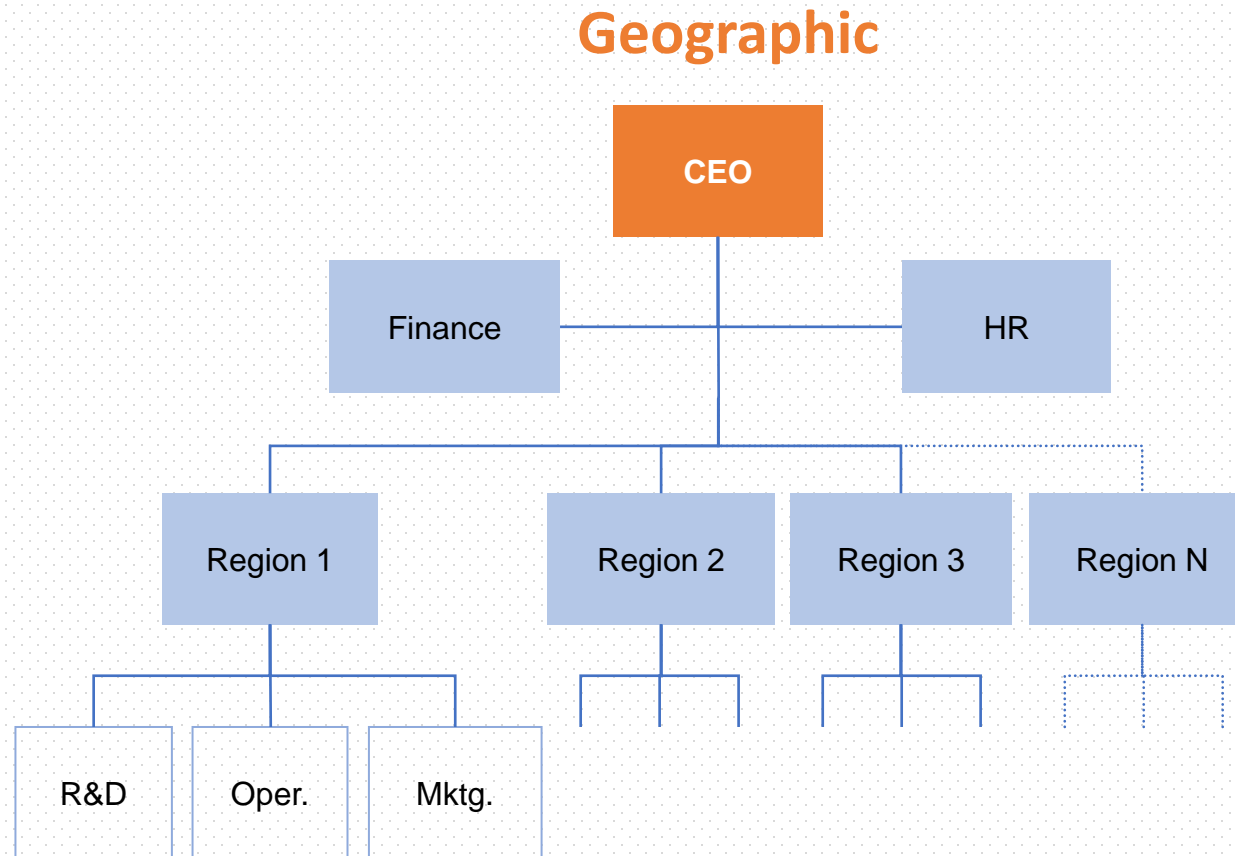 Geographic
CEO
Finance
HR
Region 1
Region 2
Region 3
Region N
R&D
Oper.
Mktg.